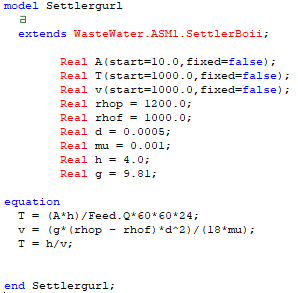 model Settlergurl
a
extends WasteWater.ASM1.SettlerBoii;
Real A(start=10.0,fixed=false);
Real T(start=1000.0,fixed=false);
Real v(start=1000.0,fixed=false);
Real rhop = 1200.0;
Real rhof = 1000.0;
Real d = 0.0005;
Real mu = 0.001;
Real h = 4.0;
Real g = 9.81;
equation
T = (A*h)/Feed.Q*60*60*24;
v = (g*(rhop - rhof)*d^2)/(18*mu);
T = h/v;
end Settlergurl;